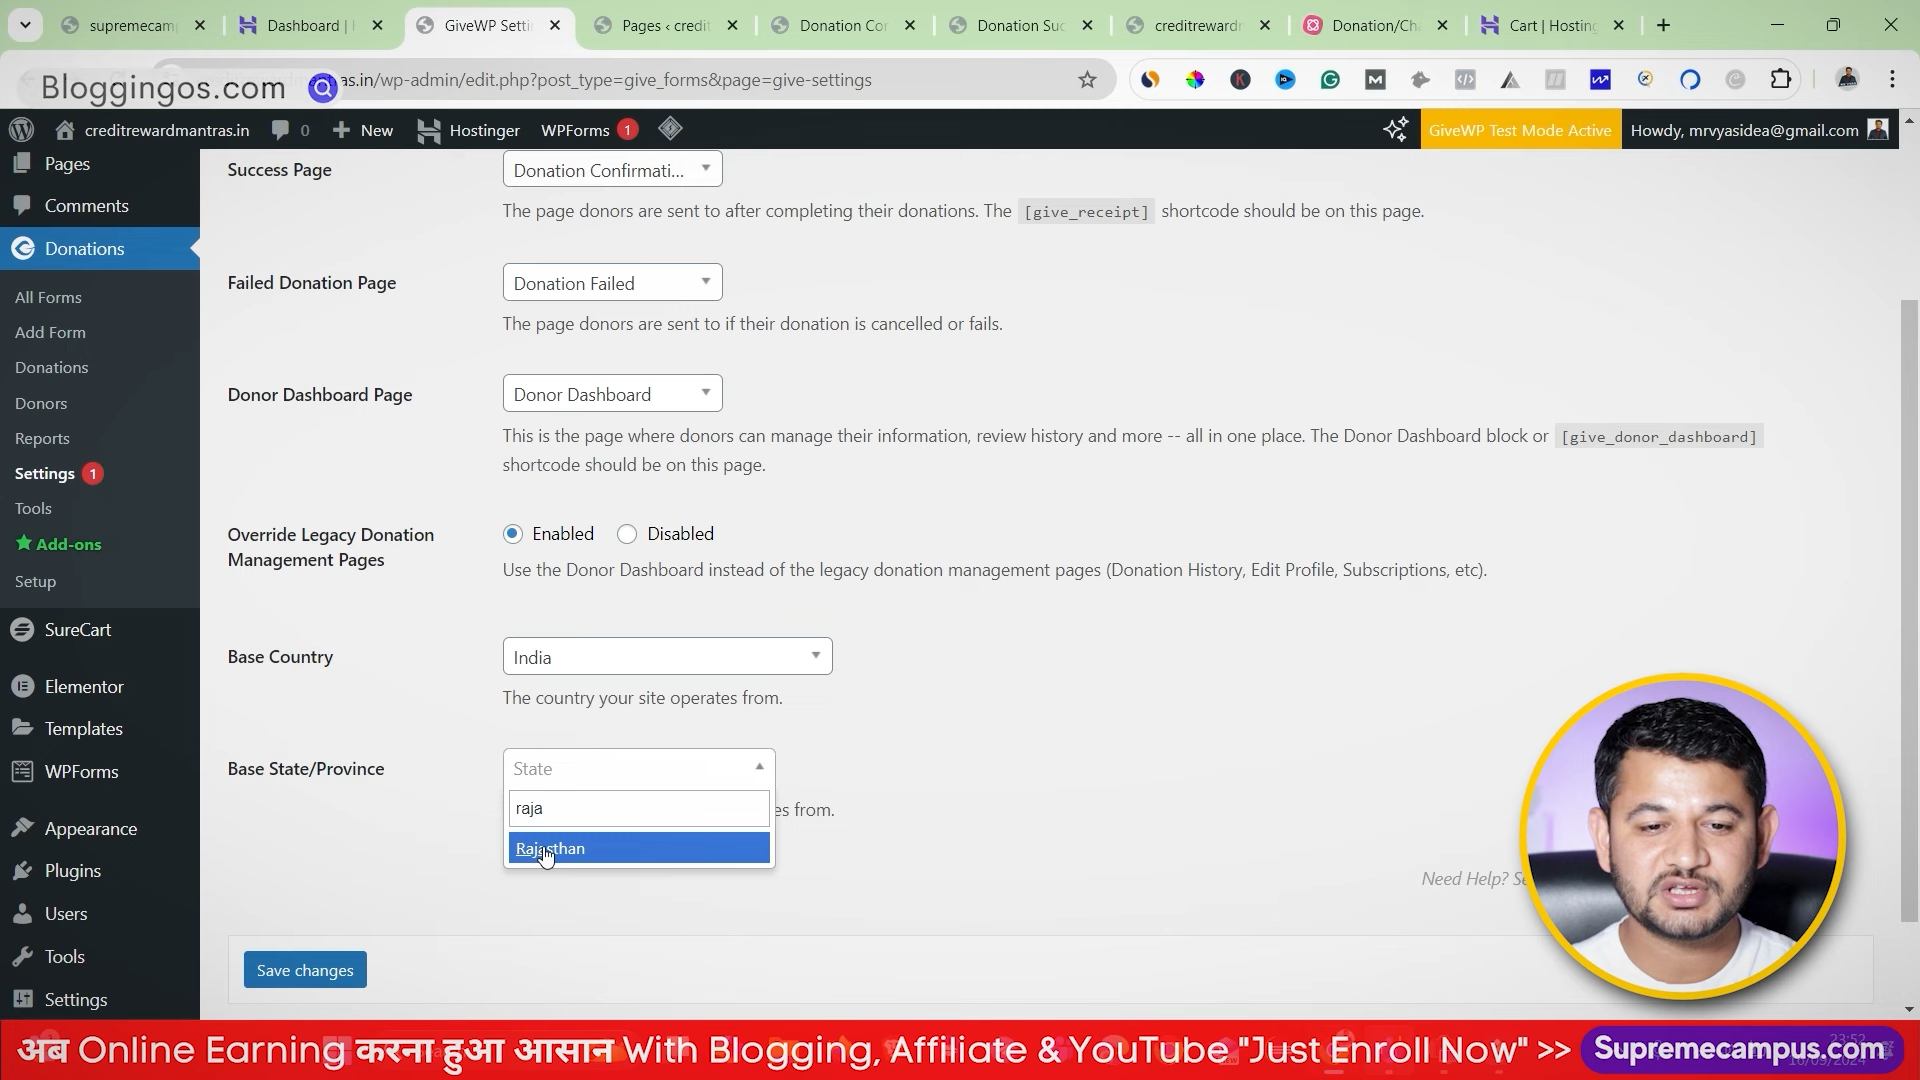 supremecam
Dashboard |
GiveWP Setti
Pages ‹ credit
Donation Co
Donation Suc
creditreward
Donation/Ch
Cart | Hosting
Bloggingos.com
as.in/wp-admin/edit.php?post_type=give_forms&page=give-settings
creditrewardmantras.in
0
New
Hostinger
WPForms 1
GiveWP Test Mode Active
Howdy, mrvyasidea@gmail.com
Pages
Comments
Donations
All Forms
Add Form
Donations
Donors
Reports
Settings 1
Tools
Add-ons
Setup
SureCart
Elementor
Templates
WPForms
Appearance
Plugins
Users
Tools
Settings
Success Page
Donation Confirmati...
The page donors are sent to after completing their donations. The [give_receipt] shortcode should be on this page.
Failed Donation Page
Donation Failed
The page donors are sent to if their donation is cancelled or fails.
Donor Dashboard Page
Donor Dashboard
This is the page where donors can manage their information, review history and more -- all in one place. The Donor Dashboard block or [give_donor_dashboard]
shortcode should be on this page.
Override Legacy Donation
Management Pages
Enabled
Disabled
Use the Donor Dashboard instead of the legacy donation management pages (Donation History, Edit Profile, Subscriptions, etc).
Base Country
India
The country your site operates from.
Base State/Province
State
raja
es from.
Rajasthan
Need Help? Se
Save changes
अब Online Earning करना हुआ आसान With Blogging, Affiliate & YouTube "Just Enroll Now" >>
Supremecampus.com